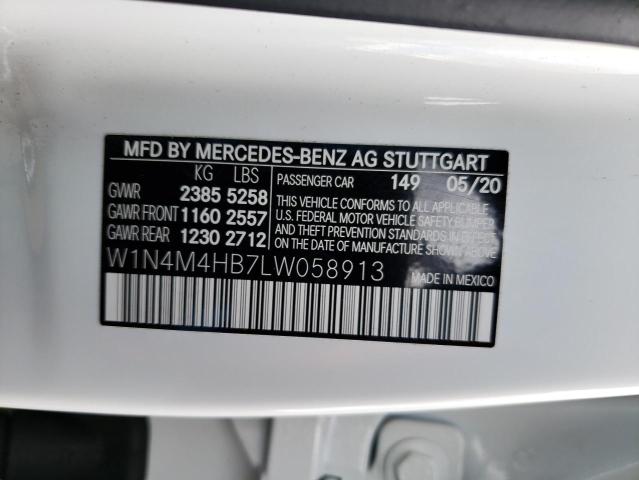 MFD BY MERCEDES-BENZ AG STUTTGART
KG LBS
GVWR 2385 5258
GAWR FRONT 1160 2557
GAWR REAR 1230 2712
PASSENGER CAR 149 05/20
THIS VEHICLE CONFORMS TO ALL APPLICABLE
U.S. FEDERAL MOTOR VEHICLE SAFETY, BUMPER,
AND THEFT PREVENTION STANDARDS IN EFFECT
ON THE DATE OF MANUFACTURE SHOWN ABOVE.
W1N4M4HB7LW058913
MADE IN MEXICO